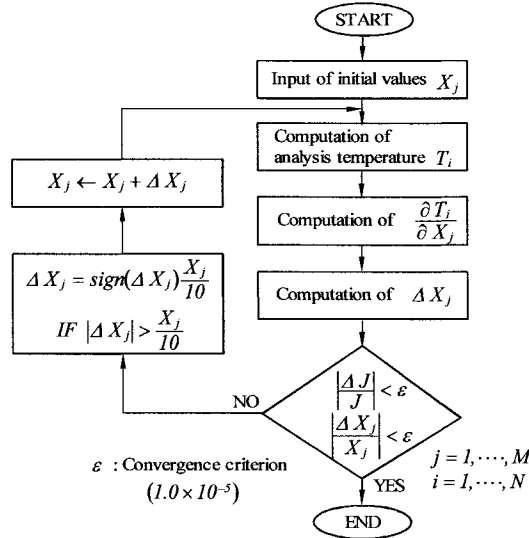 START
Input of initial values X_j
Computation of
analysis temperature T_i
Computation of ∂T_i/∂X_j
Computation of ΔX_j
|ΔJ/J| < ε
|ΔX_j/X_j| < ε
NO
YES
END
ΔX_j = sign(ΔX_j) X_j/10
IF |ΔX_j| > X_j/10
X_j ← X_j + ΔX_j
ε : Convergence criterion
(1.0 × 10⁻⁵)
j = 1, ····, M
i = 1, ····, N